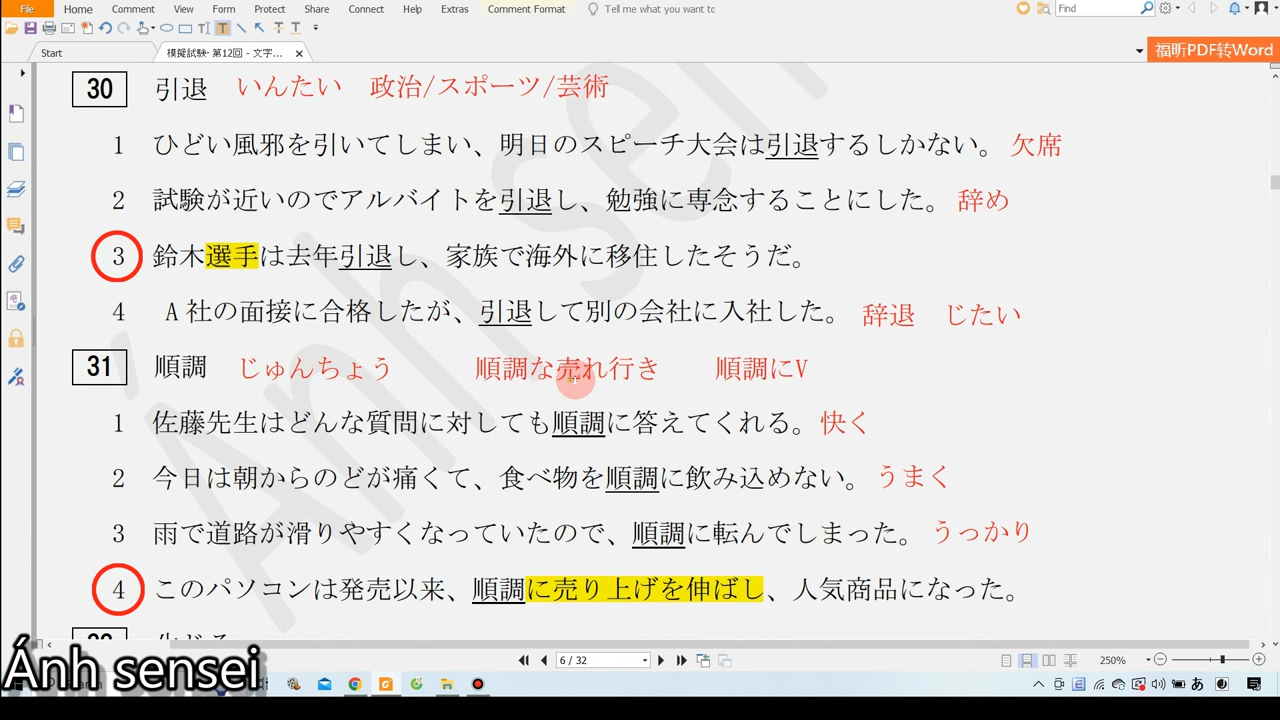 File Home Comment View Form Protect Share Connect Help Extras Comment Format Tell me what you want tc Find
Start 模擬試験・第12回 - 文字...
福昕PDF转Word
30 引退 いんたい 政治/スポーツ/芸術
1 ひどい風邪を引いてしまい、明日のスピーチ大会は引退するしかない。 欠席
2 試験が近いのでアルバイトを引退し、勉強に専念することにした。 辞め
3 鈴木選手は去年引退し、家族で海外に移住したそうだ。
4 A社の面接に合格したが、引退して別の会社に入社した。 辞退 じたい
31 順調 じゅんちょう 順調な売れ行き 順調にV
1 佐藤先生はどんな質問に対しても順調に答えてくれる。 快く
2 今日は朝からのどが痛くて、食べ物を順調に飲み込めない。 うまく
3 雨で道路が滑りやすくなっていたので、順調に転んでしまった。 うっかり
4 このパソコンは発売以来、順調に売り上げを伸ばし、人気商品になった。
Ánh sensei
6 / 32
250%
あ
Ánh sen